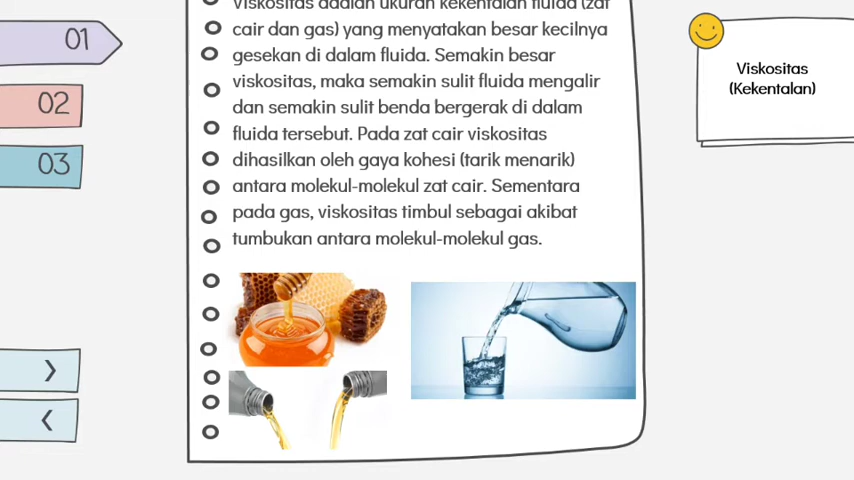 01
02
03
Viskositas adalah ukuran kekentalan fluida (zat
cair dan gas) yang menyatakan besar kecilnya
gesekan di dalam fluida. Semakin besar
viskositas, maka semakin sulit fluida mengalir
dan semakin sulit benda bergerak di dalam
fluida tersebut. Pada zat cair viskositas
dihasilkan oleh gaya kohesi (tarik menarik)
antara molekul-molekul zat cair. Sementara
pada gas, viskositas timbul sebagai akibat
tumbukan antara molekul-molekul gas.
Viskositas
(Kekentalan)